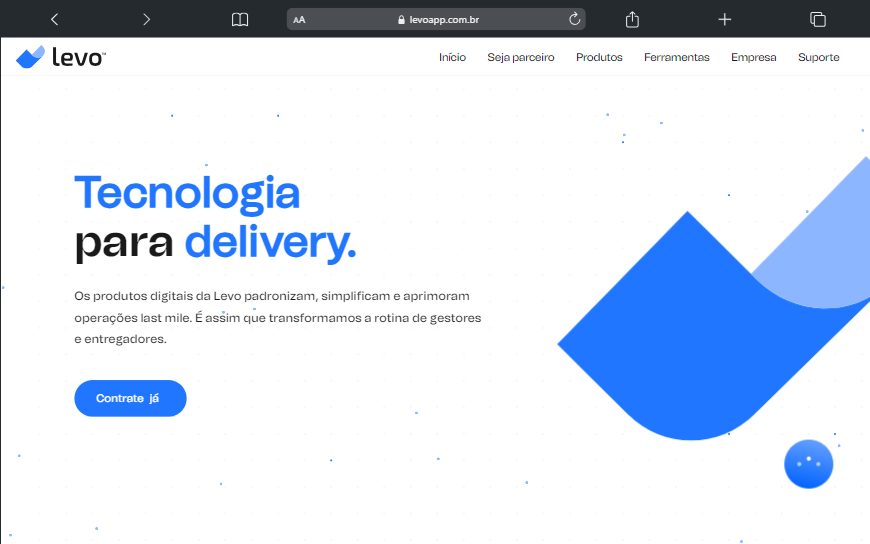 AA levoapp.com.br
levo™
Início Seja parceiro Produtos Ferramentas Empresa Suporte
Tecnologia
para delivery.
Os produtos digitais da Levo padronizam, simplificam e aprimoram
operações last mile. É assim que transformamos a rotina de gestores
e entregadores.
Contrate já